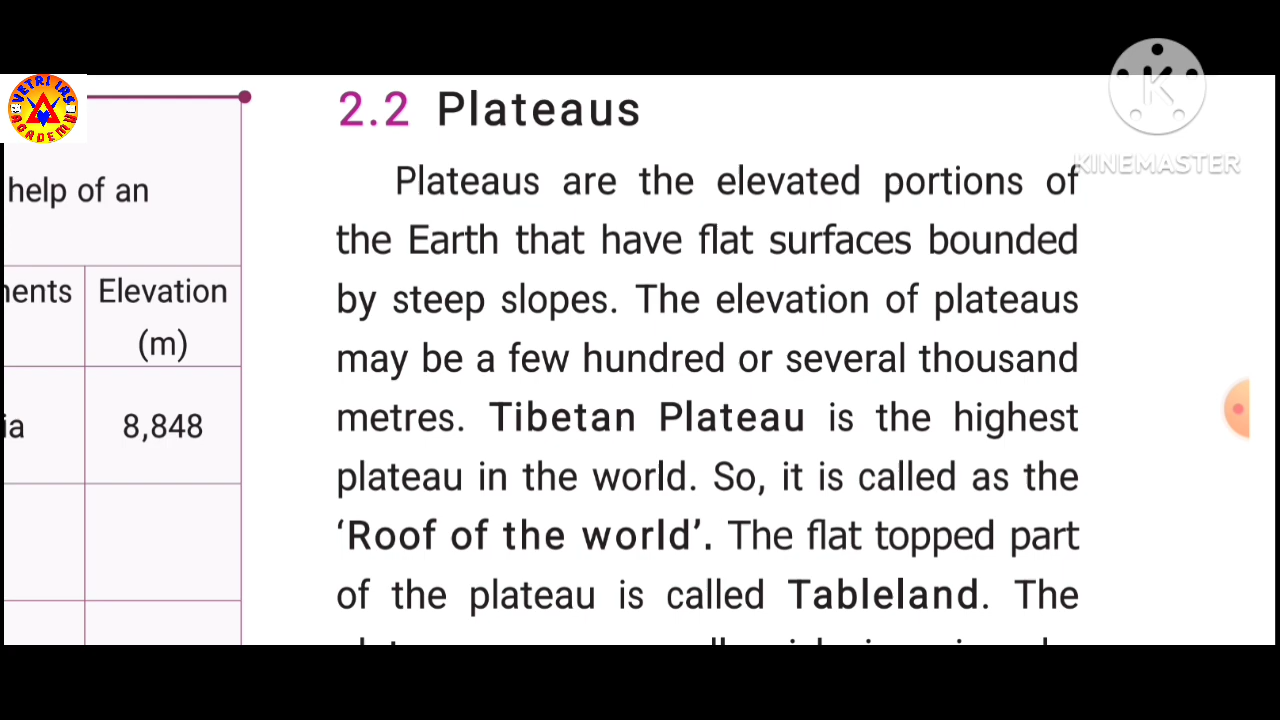 VETRI IAS ACADEMY
KINEMASTER
help of an
Elevation
(m)
8,848
2.2 Plateaus
Plateaus are the elevated portions of
the Earth that have flat surfaces bounded
by steep slopes. The elevation of plateaus
may be a few hundred or several thousand
metres. Tibetan Plateau is the highest
plateau in the world. So, it is called as the
‘Roof of the world’. The flat topped part
of the plateau is called Tableland. The